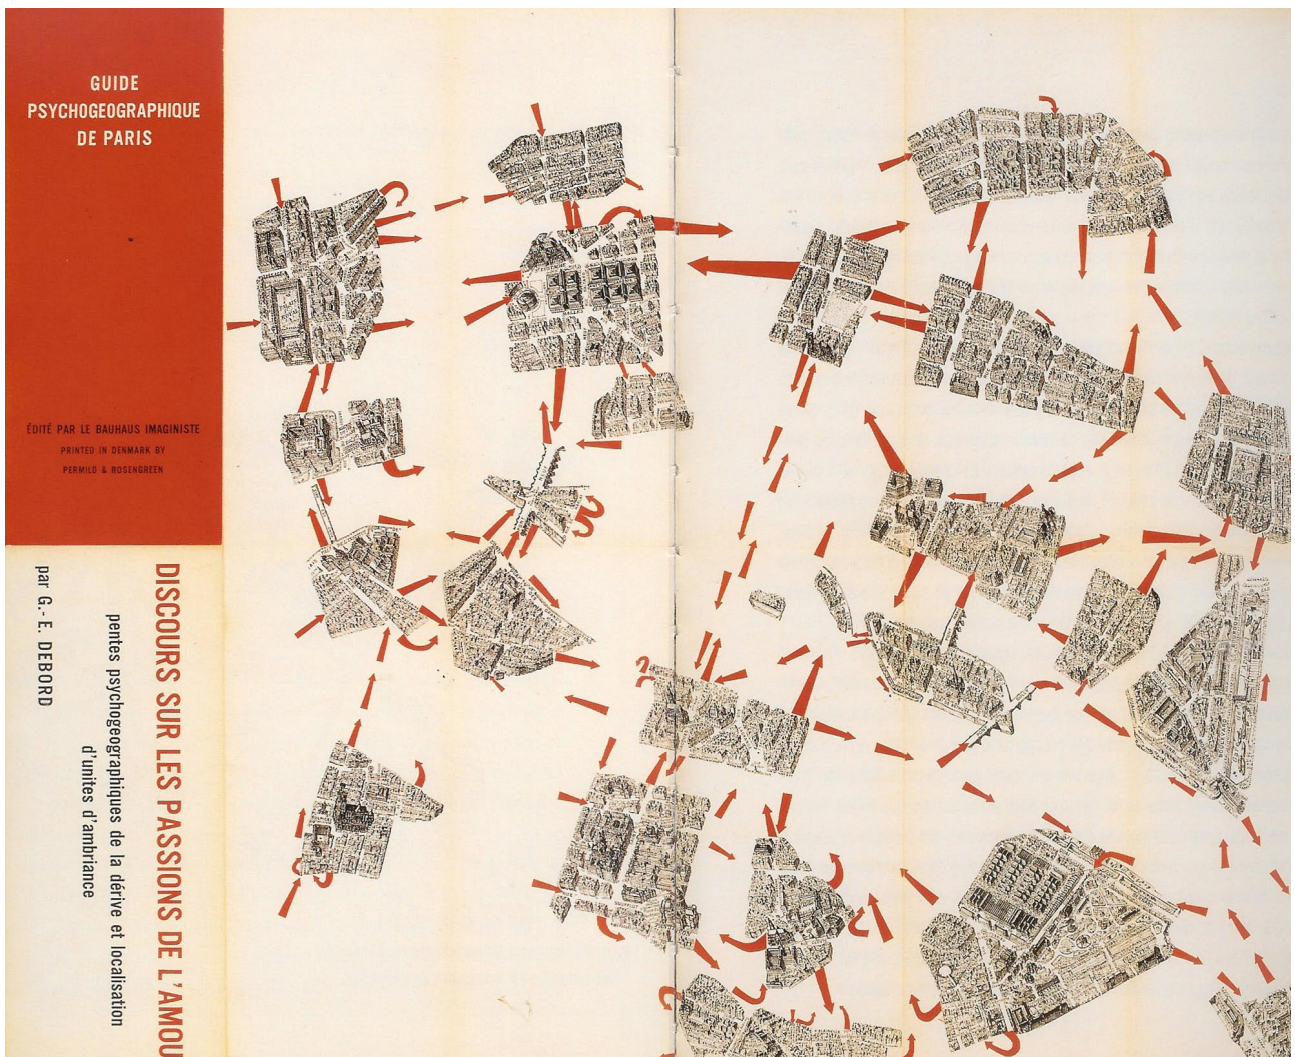 GUIDE
PSYCHOGEOGRAPHIQUE
DE PARIS
ÉDITÉ PAR LE BAUHAUS IMAGINISTE
PRINTED IN DENMARK BY
PERMILD & ROSENGREEN
DISCOURS SUR LES PASSIONS DE L'AMOU
pentes psychogeographiques de la dérive et localisation
d'unites d'ambriance
par G.-E. DEBORD